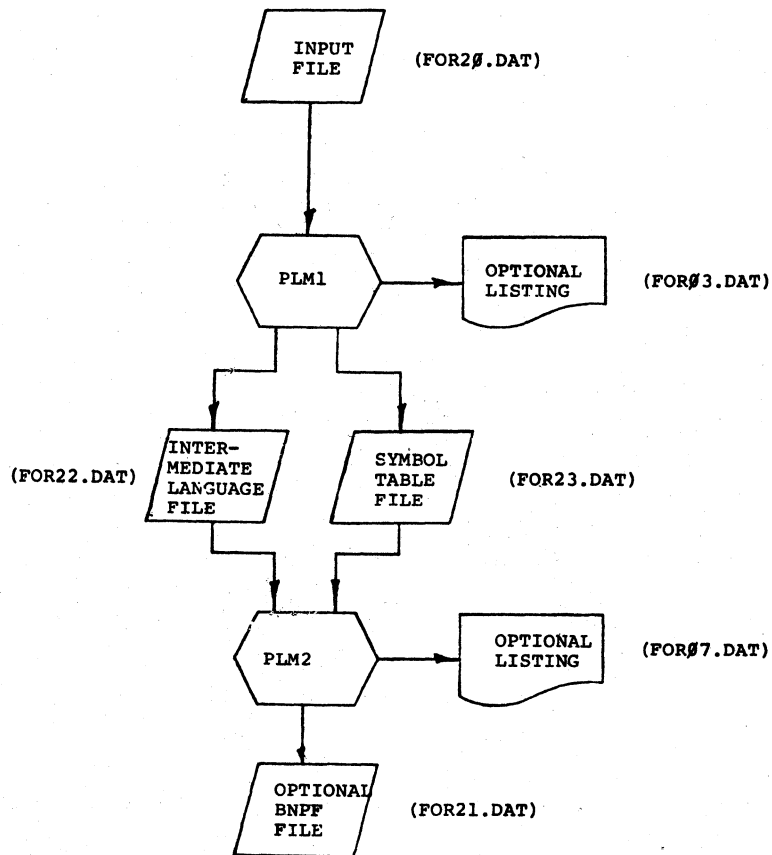 INPUT
FILE
(FOR2Ø.DAT)
PLM1
OPTIONAL
LISTING
(FORØ3.DAT)
(FOR22.DAT)
INTER-
MEDIATE
LANGUAGE
FILE
SYMBOL
TABLE
FILE
(FOR23.DAT)
PLM2
OPTIONAL
LISTING
(FORØ7.DAT)
OPTIONAL
BNPF
FILE
(FOR21.DAT)